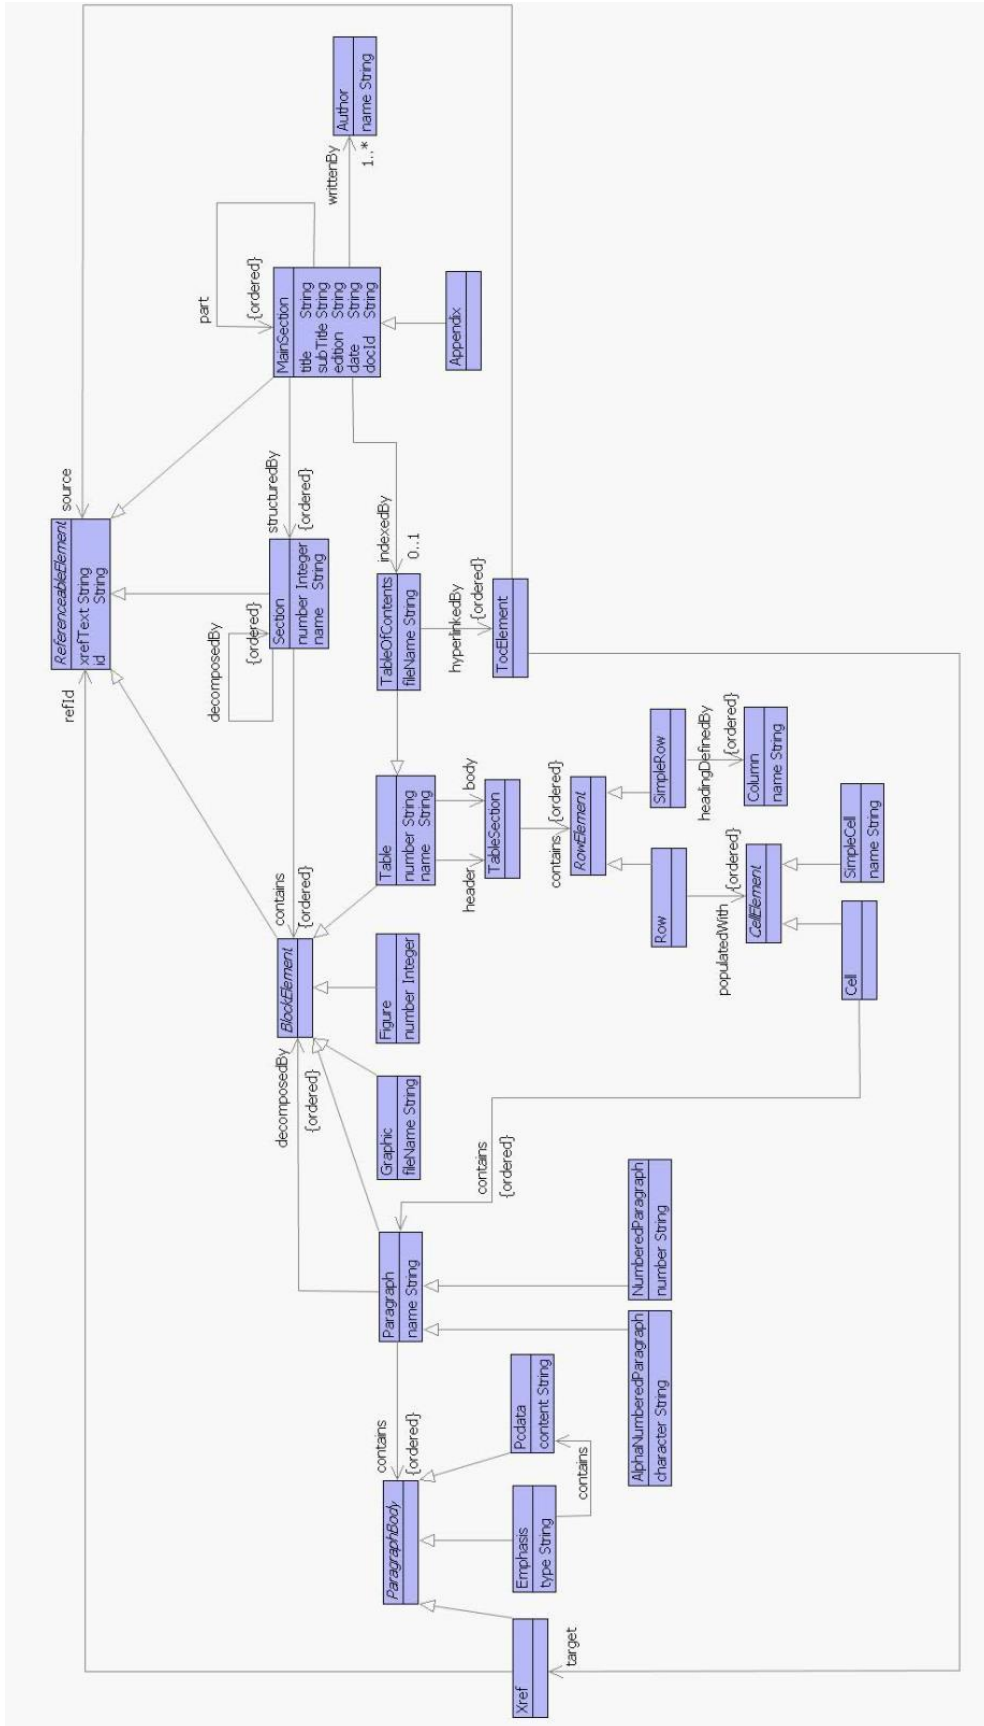 refId
ReferenceableElement
xrefText String
id String
source
part
{ordered}
decomposedBy
{ordered}
decomposedBy
{ordered}
BlockElement
contains
{ordered}
Section
number Integer
name String
structuredBy
{ordered}
MainSection
title String
subTitle String
edition String
date String
docId String
writtenBy
1..*
Author
name String
ParagraphBody
contains
{ordered}
Paragraph
name String
Graphic
fileName String
Figure
number Integer
Table
number String
name String
TableOfContents
fileName String
indexedBy
0..1
Appendix
header
body
hyperlinkedBy
{ordered}
Xref
target
Emphasis
type String
contains
Pcdata
content String
contains
{ordered}
TableSection
TocElement
contains
{ordered}
RowElement
AlphaNumberedParagraph
character String
NumberedParagraph
number String
Row
SimpleRow
populatedWith
{ordered}
headingDefinedBy
{ordered}
CellElement
Column
name String
Cell
SimpleCell
name String